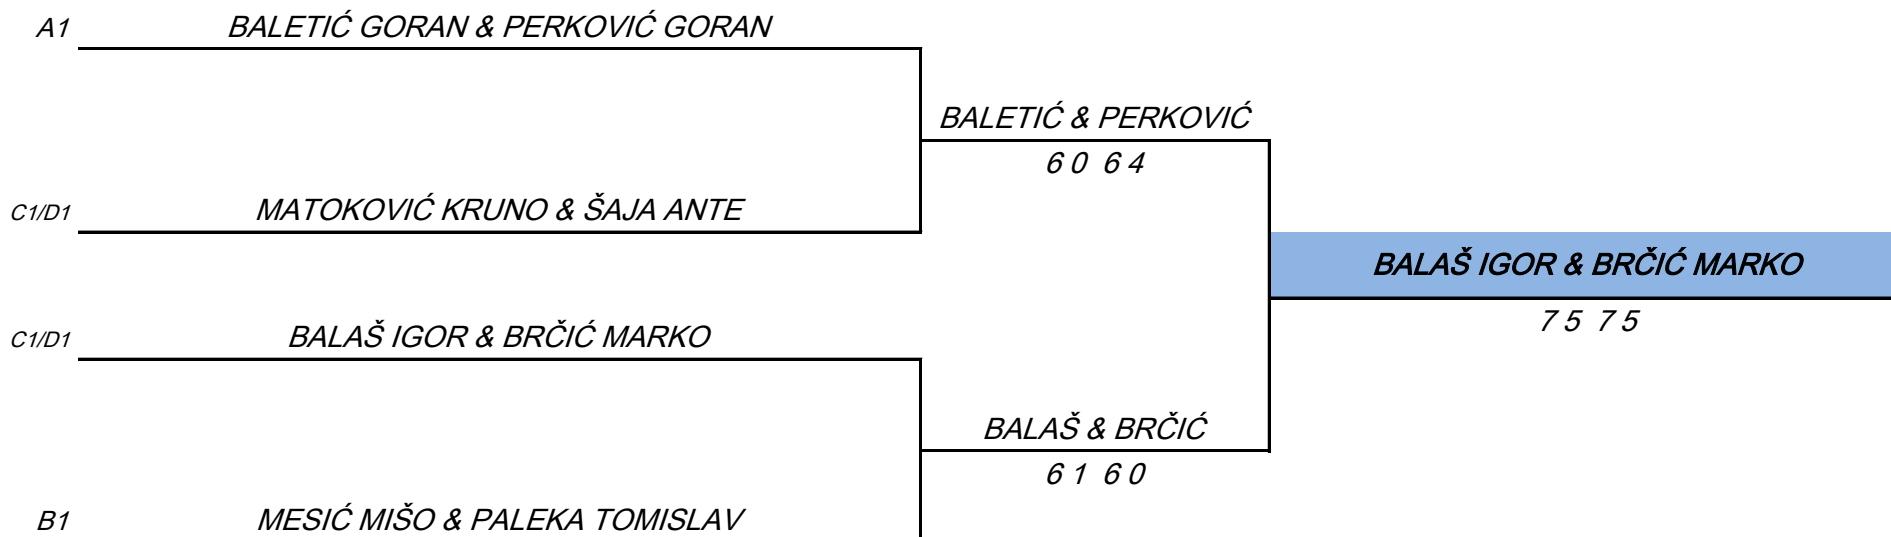 A1 BALETIĆ GORAN & PERKOVIĆ GORAN
BALETIĆ & PERKOVIĆ
6 0 6 4
C1/D1 MATOKOVIĆ KRUNO & ŠAJA ANTE
BALAŠ IGOR & BRČIĆ MARKO
7 5 7 5
C1/D1 BALAŠ IGOR & BRČIĆ MARKO
BALAŠ & BRČIĆ
6 1 6 0
B1 MESIĆ MIŠO & PALEKA TOMISLAV